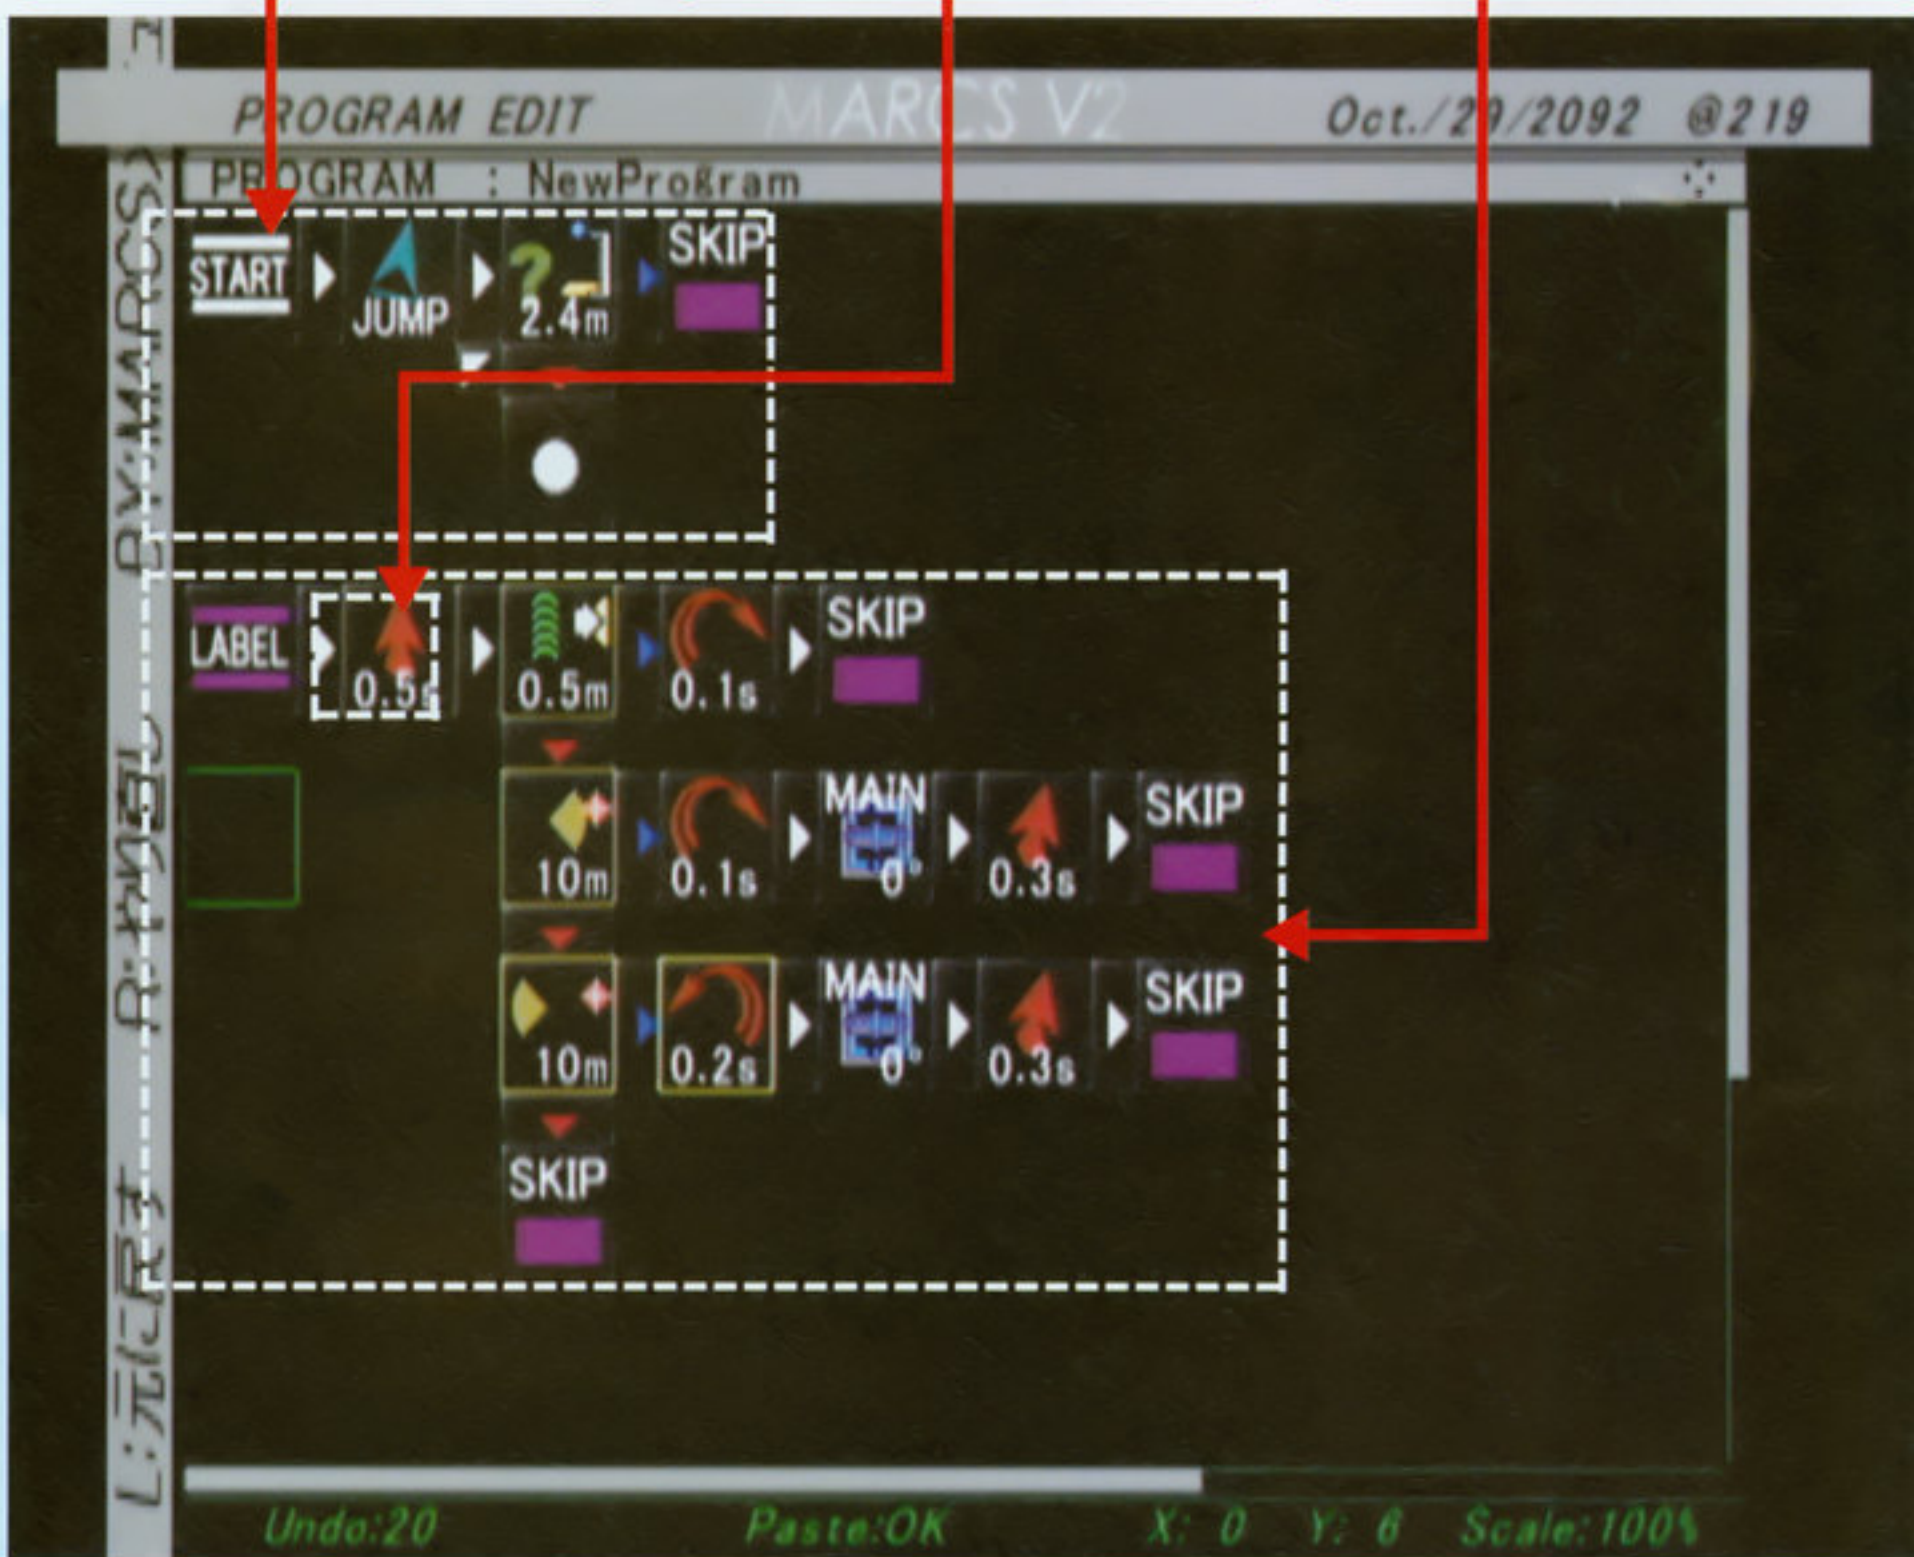 PROGRAM EDIT MARCS V2 Oct./29/2092 @219
PROGRAM : NewProgram
START JUMP 2.4m SKIP
LABEL 0.5s 0.5m 0.1s SKIP
10m 0.1s MAIN 0° 0.3s SKIP
10m 0.2s MAIN 0° 0.3s SKIP
SKIP
Undo:20 Paste:OK X: 0 Y: 6 Scale:100%